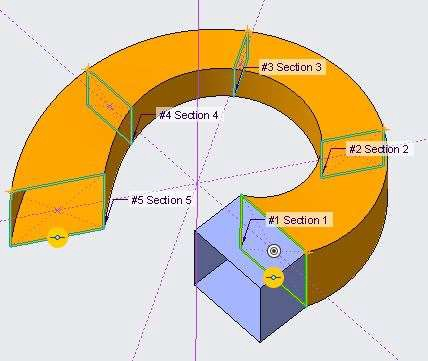 #3 Section 3
#4 Section 4
#2 Section 2
#5 Section 5
#1 Section 1